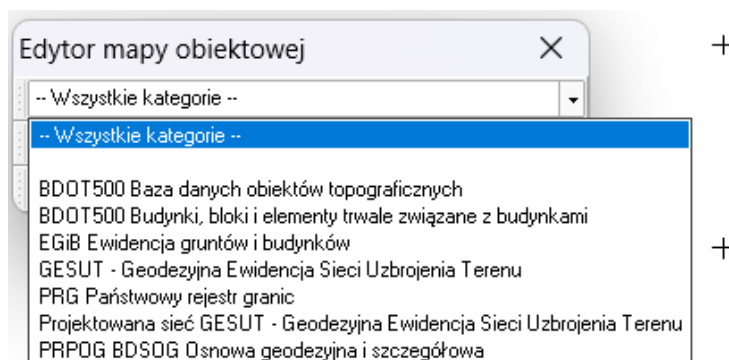 Edytor mapy obiektowej
-- Wszystkie kategorie --
-- Wszystkie kategorie --
BDOT500 Baza danych obiektów topograficznych
BDOT500 Budynki, bloki i elementy trwale związane z budynkami
EGiB Ewidencja gruntów i budynków
GESUT - Geodezyjna Ewidencja Sieci Uzbrojenia Terenu
PRG Państwowy rejestr granic
Projektowana sieć GESUT - Geodezyjna Ewidencja Sieci Uzbrojenia Terenu
PRPOG BDSOG Osnowa geodezyjna i szczegółowa